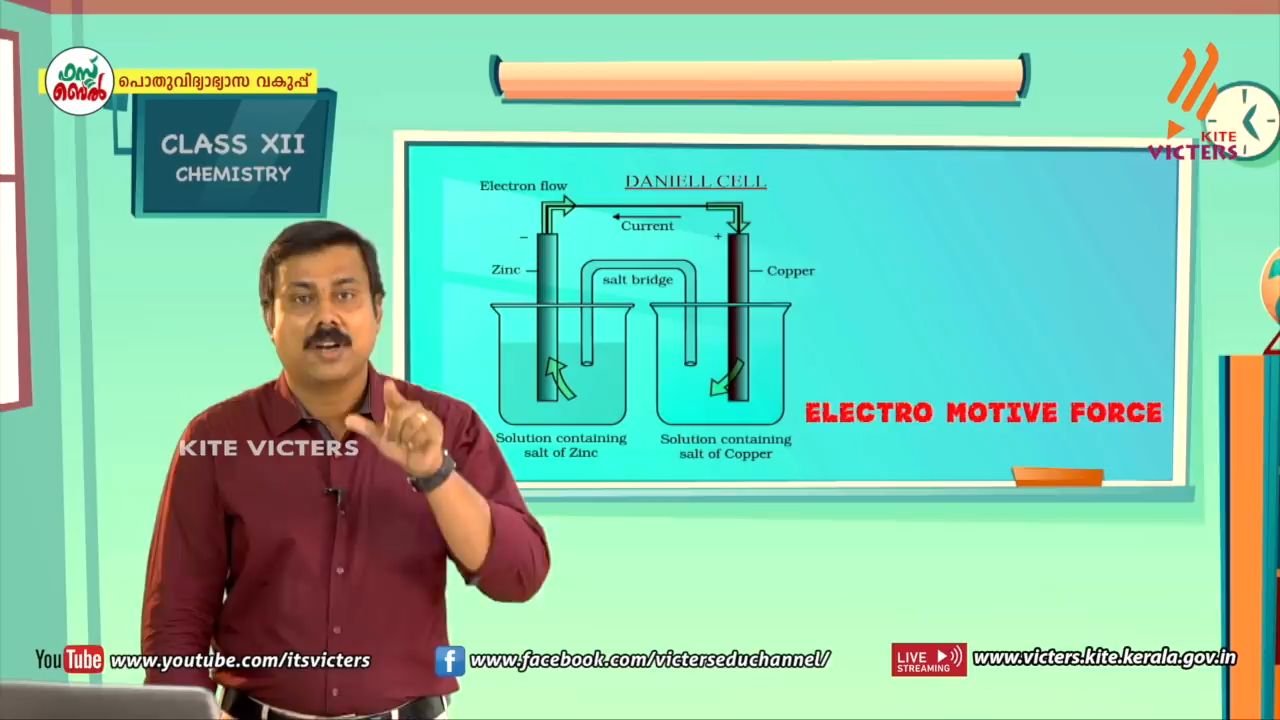 ഫസ്റ്റ്
ബെൽ
പൊതുവിദ്യാഭ്യാസ വകുപ്പ്
CLASS XII
CHEMISTRY
KITE
VICTERS
DANIELL CELL
Electron flow
Current
–
+
Zinc
salt bridge
Copper
Solution containing
salt of Zinc
Solution containing
salt of Copper
ELECTRO MOTIVE FORCE
KITE VICTERS
YouTube www.youtube.com/itsvicters
f www.facebook.com/victerseduchannel/
LIVE
STREAMING
www.victers.kite.kerala.gov.in